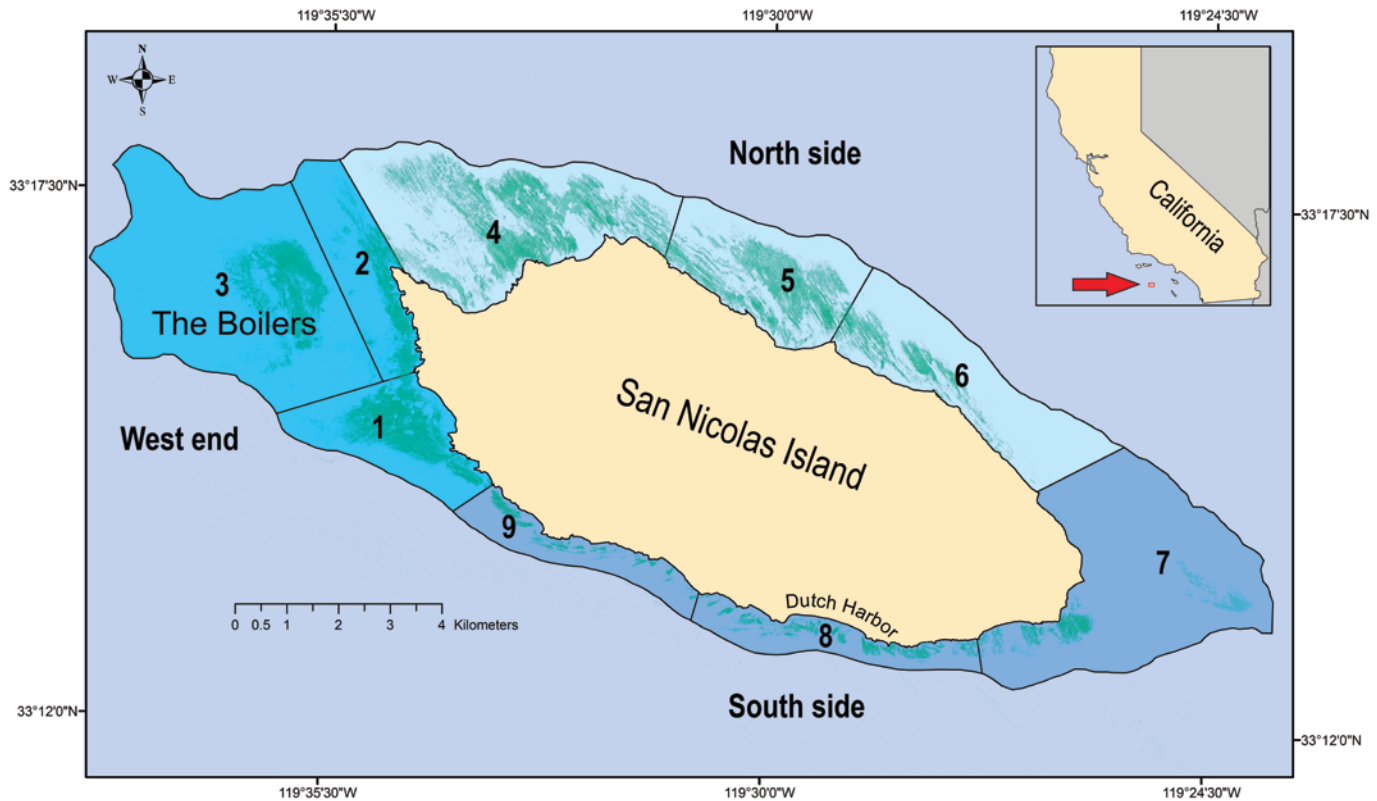 119°35'30"W 119°30'0"W 119°24'30"W
N
W E
S
North side
California
33°17'30"N
33°17'30"N
4
2
5
3
The Boilers
6
San Nicolas Island
1
West end
9
7
Dutch Harbor
8
0 0.5 1 2 3 4 Kilometers
South side
33°12'0"N
33°12'0"N
119°35'30"W 119°30'0"W 119°24'30"W